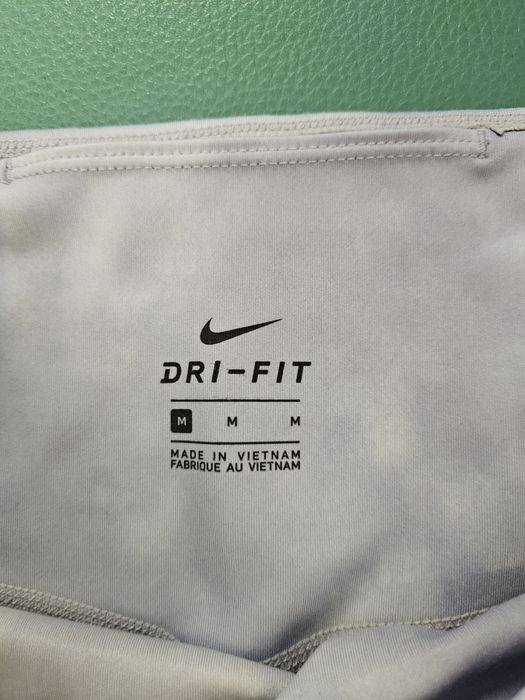 DRI-FIT
M M M
MADE IN VIETNAM
FABRIQUE AU VIETNAM